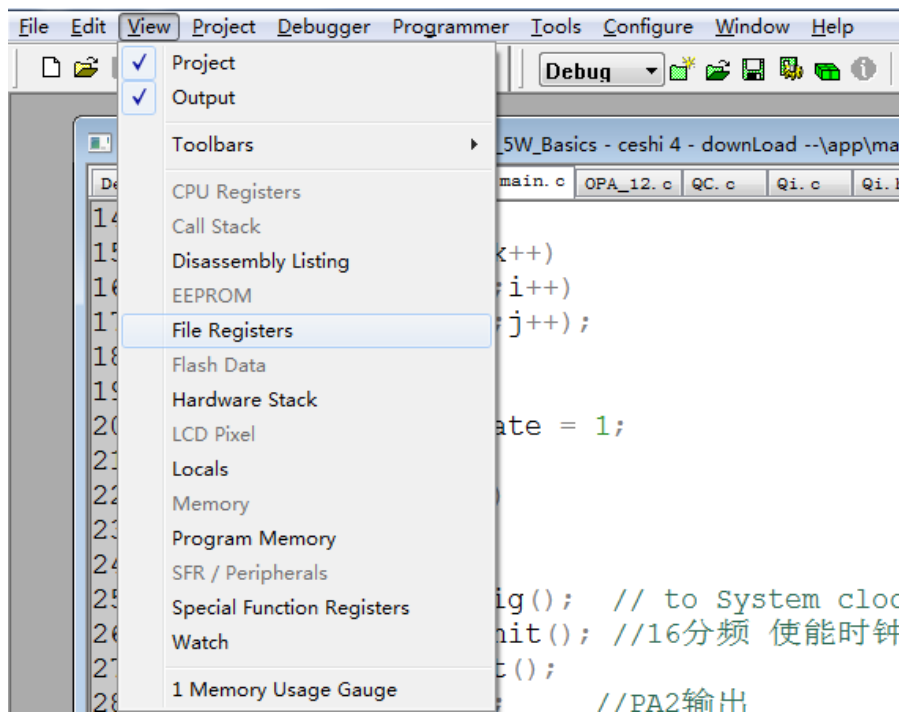 File Edit View Project Debugger Programmer Tools Configure Window Help
Debug
Project
Output
Toolbars
CPU Registers
Call Stack
Disassembly Listing
EEPROM
File Registers
Flash Data
Hardware Stack
LCD Pixel
Locals
Memory
Program Memory
SFR / Peripherals
Special Function Registers
Watch
1 Memory Usage Gauge
_5W_Basics - ceshi 4 - downLoad --\app\ma
main.c OPA_12.c QC.c Qi.c Qi.
14
15 k++)
16 ;i++)
17 ;j++);
18
19
20 ate = 1;
21
22 )
23
24
25 ig(); // to System cloc
26 nit(); //16分频 使能时钟
27 t();
28 ; //PA2输出